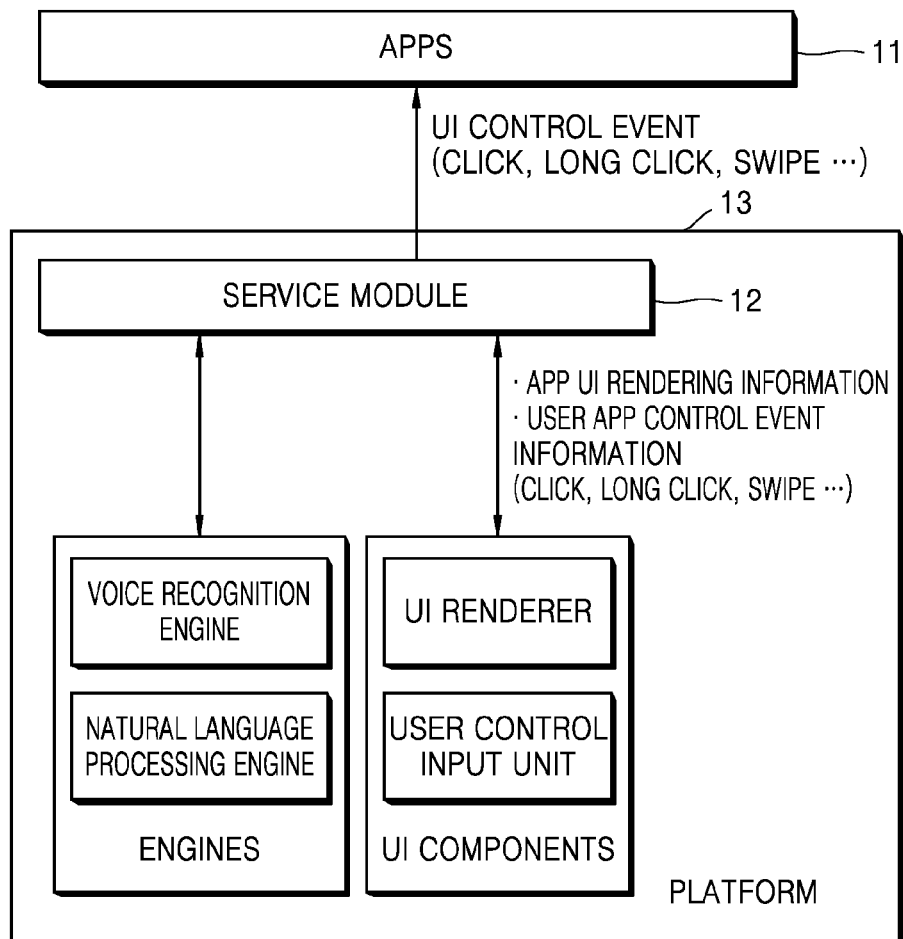 APPS
11
UI CONTROL EVENT
(CLICK, LONG CLICK, SWIPE ⋯)
13
SERVICE MODULE
12
· APP UI RENDERING INFORMATION
· USER APP CONTROL EVENT
INFORMATION
(CLICK, LONG CLICK, SWIPE ⋯)
VOICE RECOGNITION
ENGINE
NATURAL LANGUAGE
PROCESSING ENGINE
ENGINES
UI RENDERER
USER CONTROL
INPUT UNIT
UI COMPONENTS
PLATFORM